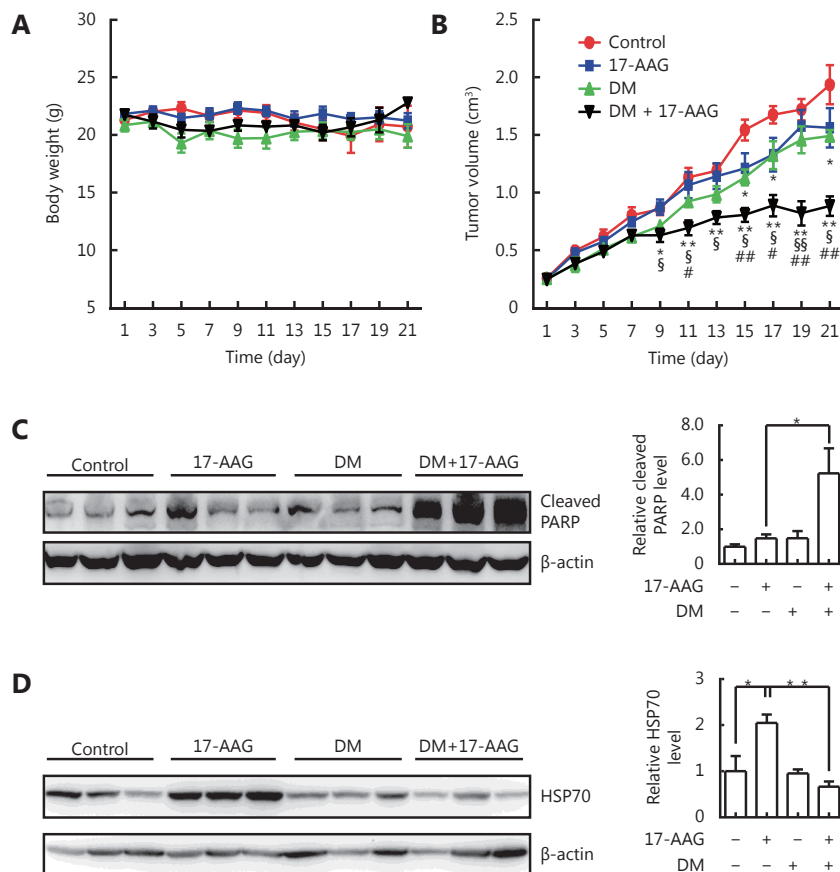 A
30
25
20
15
10
5
Body weight (g)
1 3 5 7 9 11 13 15 17 19 21
Time (day)
B
Control
17-AAG
DM
DM + 17-AAG
2.5
2.0
1.5
1.0
0.5
0
Tumor volume (cm³)
* * *
* ** ** ** ** ** **
§ § § § § §§ §
# ## # ## ##
1 3 5 7 9 11 13 15 17 19 21
Time (day)
C
Control 17-AAG DM DM+17-AAG
Cleaved
PARP
β-actin
Relative cleaved
PARP level
8.0
6.0
4.0
2.0
0
*
17-AAG – + – +
DM – – + +
D
Control 17-AAG DM DM+17-AAG
HSP70
β-actin
Relative HSP70
level
3
2
1
0
* **
17-AAG – + – +
DM – – + +